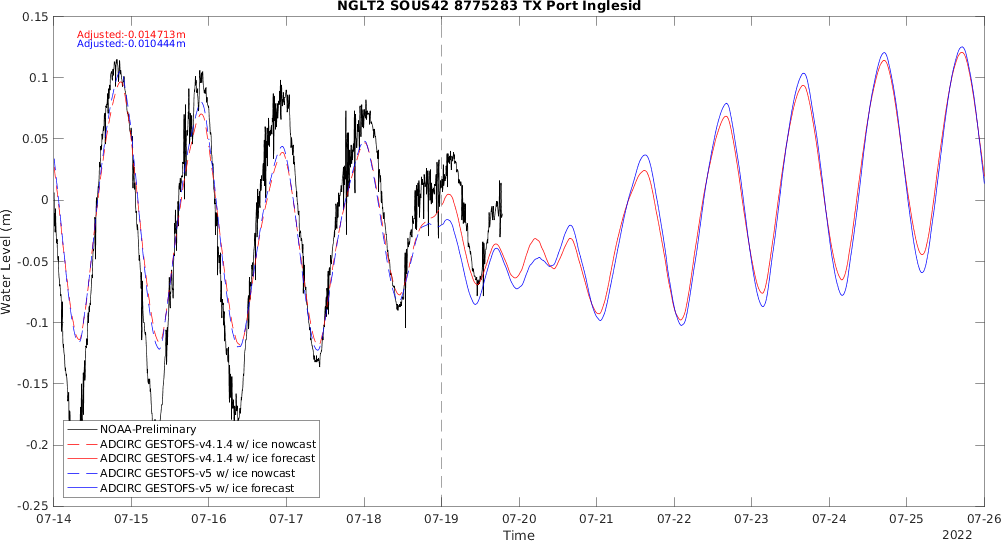 NGLT2 SOUS42 8775283 TX Port Inglesid
Adjusted:-0.014713m
Adjusted:-0.010444m
0.15
0.1
0.05
0
-0.05
-0.1
-0.15
-0.2
-0.25
Water Level (m)
NOAA-Preliminary
ADCIRC GESTOFS-v4.1.4 w/ ice nowcast
ADCIRC GESTOFS-v4.1.4 w/ ice forecast
ADCIRC GESTOFS-v5 w/ ice nowcast
ADCIRC GESTOFS-v5 w/ ice forecast
07-14 07-15 07-16 07-17 07-18 07-19 07-20 07-21 07-22 07-23 07-24 07-25 07-26
Time
2022